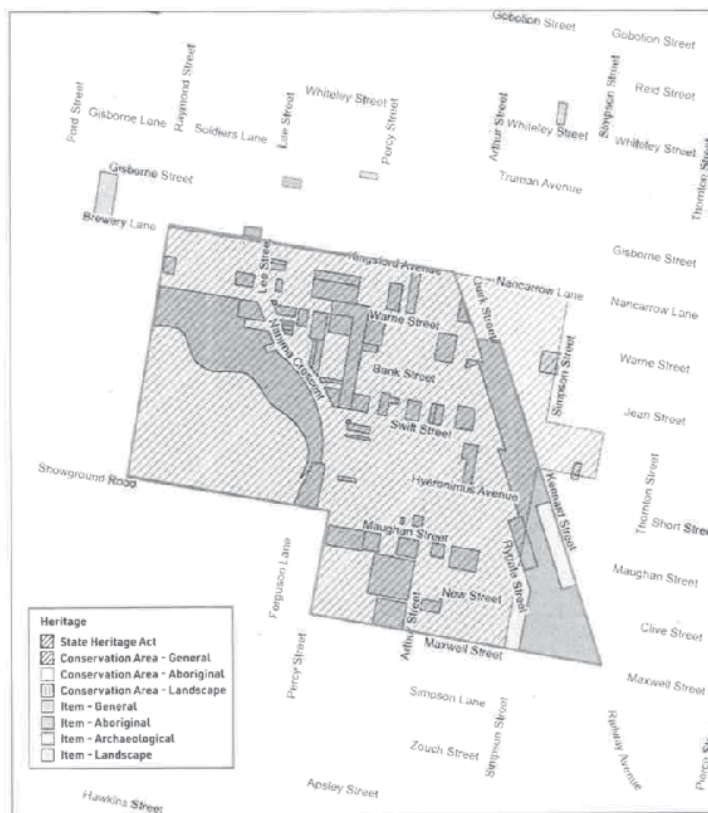 Gobolion Street
Gobolion Street
Simpson Street
Reid Street
Raymond Street
Ford Street
Lee Street
Whiteley Street
Percy Street
Arthur Street
Gisborne Lane
Soldiers Lane
Whiteley Street
Whiteley Street
Gisborne Street
Truman Avenue
Thornton Street
Brewery Lane
Lee Street
Kingsford Avenue
Gisborne Street
Nancarrow Lane
Nancarrow Lane
Warne Street
Warne Street
Nanima Crescent
Bank Street
Simpson Street
Jean Street
Swift Street
Showground Road
Hyeronimus Avenue
Kennard Street
Thornton Street
Maughan Street
Short Street
Rygate Street
Maughan Street
Ferguson Lane
Now Street
Clive Street
Arthur Street
Maxwell Street
Maxwell Street
Percy Street
Simpson Lane
Simpson Street
Zouch Street
Railway Avenue
Apsley Street
Hawkins Street
Heritage
State Heritage Act
Conservation Area - General
Conservation Area - Aboriginal
Conservation Area - Landscape
Item - General
Item - Aboriginal
Item - Archaeological
Item - Landscape